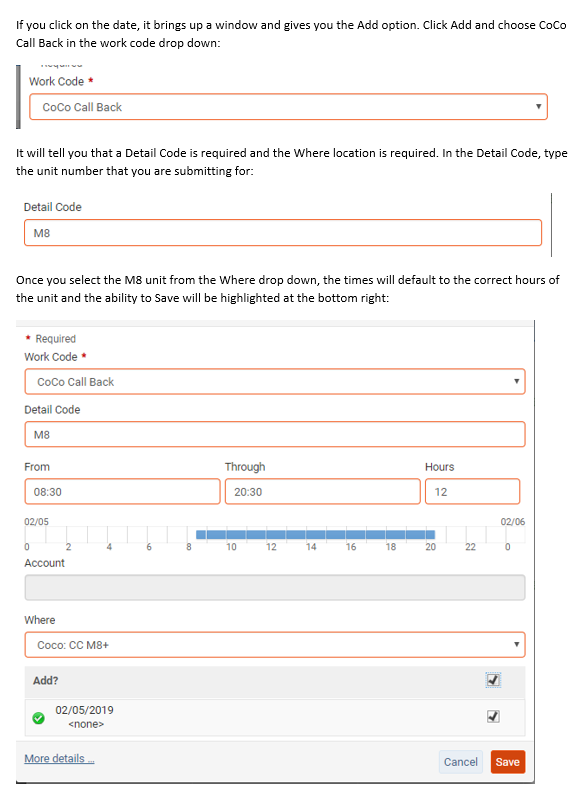 If you click on the date, it brings up a window and gives you the Add option. Click Add and choose CoCo
Call Back in the work code drop down:
Work Code *
CoCo Call Back
It will tell you that a Detail Code is required and the Where location is required. In the Detail Code, type
the unit number that you are submitting for:
Detail Code
M8
Once you select the M8 unit from the Where drop down, the times will default to the correct hours of
the unit and the ability to Save will be highlighted at the bottom right:
* Required
Work Code *
CoCo Call Back
Detail Code
M8
From Through Hours
08:30 20:30 12
02/05 02/06
0 2 4 6 8 10 12 14 16 18 20 22 0
Account
Where
Coco: CC M8+
Add?
02/05/2019
<none>
More details ... Cancel Save